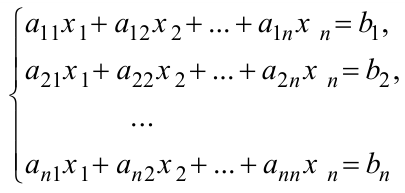 a₁₁x₁ + a₁₂x₂ + ... + a₁ₙxₙ = b₁,
a₂₁x₁ + a₂₂x₂ + ... + a₂ₙxₙ = b₂,
...
aₙ₁x₁ + aₙ₂x₂ + ... + aₙₙxₙ = bₙ